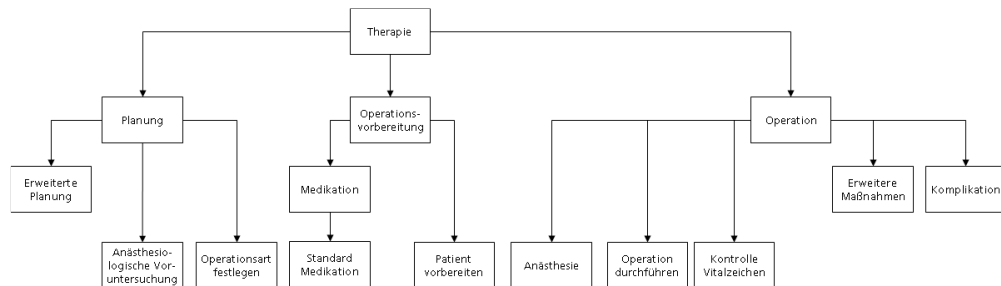 Therapie
Planung
Operations-
vorbereitung
Operation
Erweiterte
Planung
Medikation
Erweitere
Maßnahmen
Komplikation
Anästhesio-
logische Vor-
untersuchung
Operationsart
festlegen
Standard
Medikation
Patient
vorbereiten
Anästhesie
Operation
durchführen
Kontrolle
Vitalzeichen